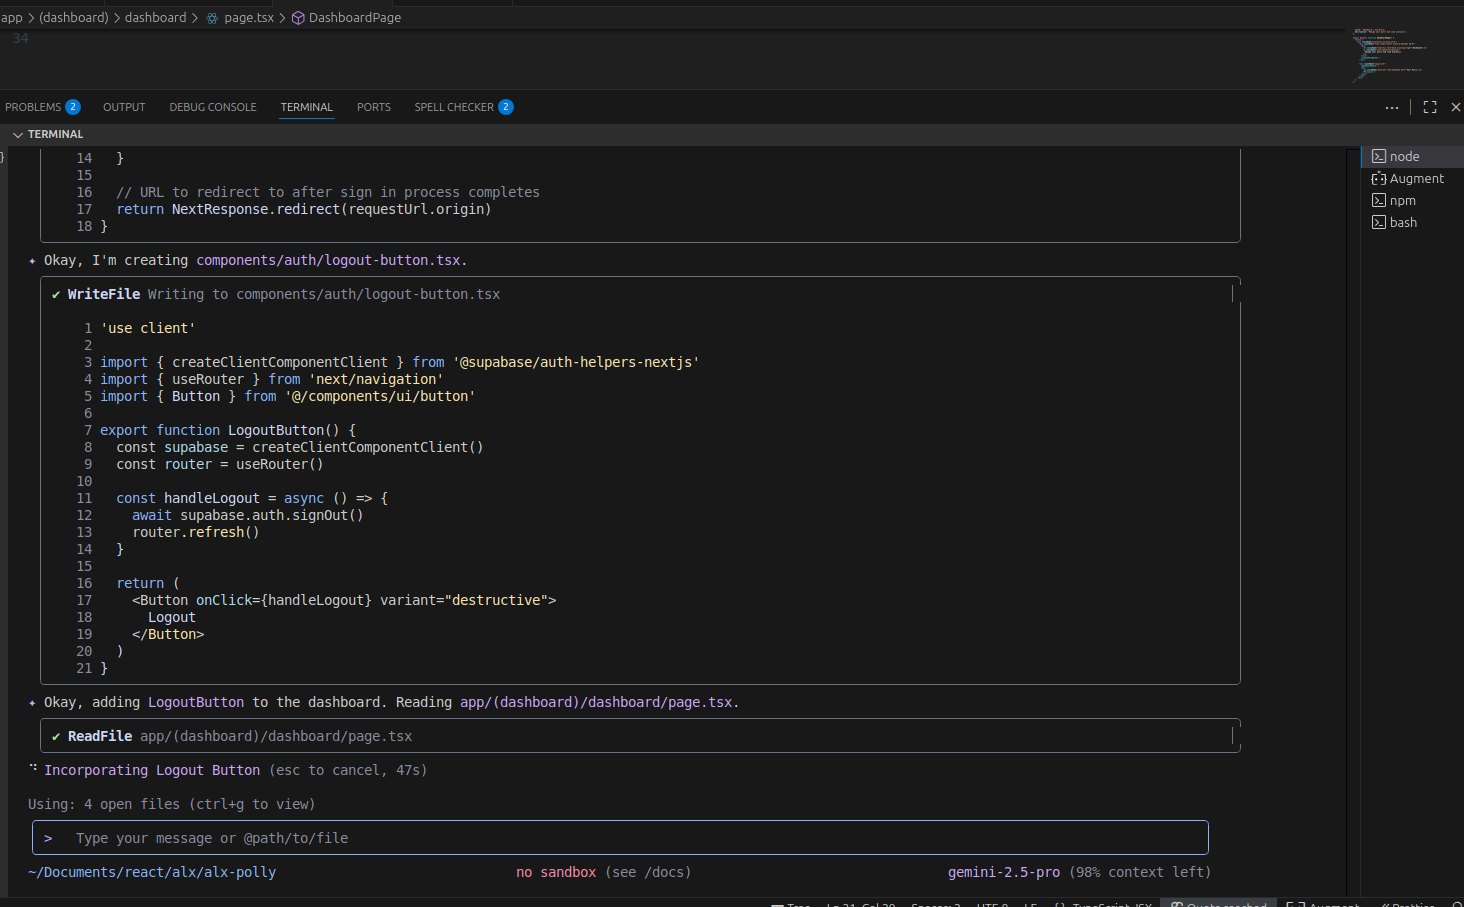 app > (dashboard) > dashboard > page.tsx > DashboardPage
34
PROBLEMS 2 OUTPUT DEBUG CONSOLE TERMINAL PORTS SPELL CHECKER 2
TERMINAL
node
Augment
npm
bash
14   }
15
16   // URL to redirect to after sign in process completes
17   return NextResponse.redirect(requestUrl.origin)
18 }
✦ Okay, I'm creating components/auth/logout-button.tsx.
✔ WriteFile Writing to components/auth/logout-button.tsx
1 'use client'
2
3 import { createClientComponentClient } from '@supabase/auth-helpers-nextjs'
4 import { useRouter } from 'next/navigation'
5 import { Button } from '@/components/ui/button'
6
7 export function LogoutButton() {
8   const supabase = createClientComponentClient()
9   const router = useRouter()
10
11   const handleLogout = async () => {
12     await supabase.auth.signOut()
13     router.refresh()
14   }
15
16   return (
17     <Button onClick={handleLogout} variant="destructive">
18       Logout
19     </Button>
20   )
21 }
✦ Okay, adding LogoutButton to the dashboard. Reading app/(dashboard)/dashboard/page.tsx.
✔ ReadFile app/(dashboard)/dashboard/page.tsx
Incorporating Logout Button (esc to cancel, 47s)
Using: 4 open files (ctrl+g to view)
> Type your message or @path/to/file
~/Documents/react/alx/alx-polly no sandbox (see /docs) gemini-2.5-pro (98% context left)